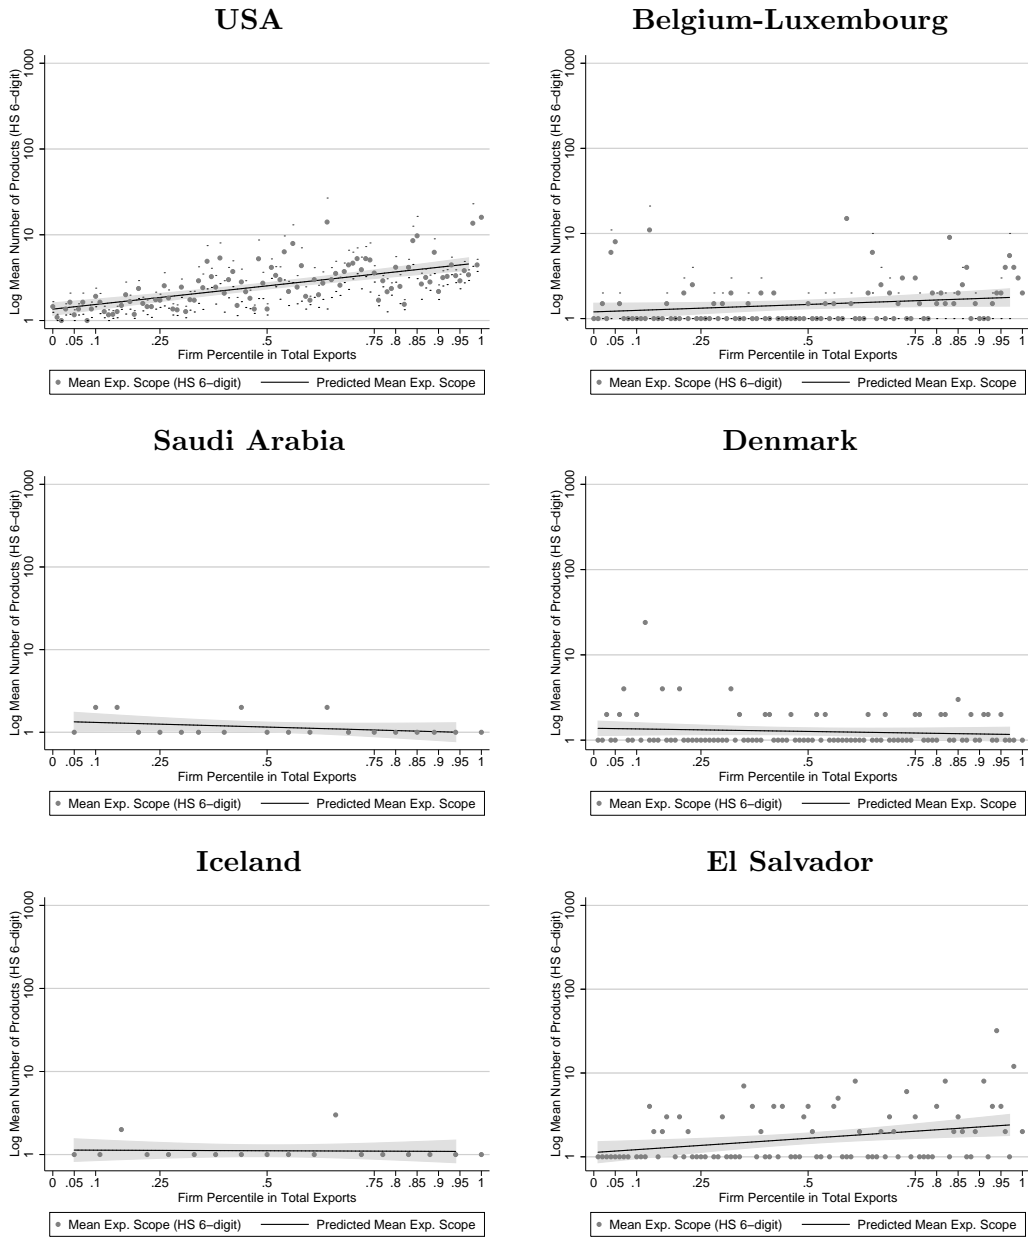 USA
Belgium-Luxembourg
Log Mean Number of Products (HS 6−digit)
1000
100
10
1
0 .05 .1 .25 .5 .75 .8 .85 .9 .95 1
Firm Percentile in Total Exports
Mean Exp. Scope (HS 6−digit) Predicted Mean Exp. Scope
Log Mean Number of Products (HS 6−digit)
1000
100
10
1
0 .05 .1 .25 .5 .75 .8 .85 .9 .95 1
Firm Percentile in Total Exports
Mean Exp. Scope (HS 6−digit) Predicted Mean Exp. Scope
Saudi Arabia
Denmark
Log Mean Number of Products (HS 6−digit)
1000
100
10
1
0 .05 .1 .25 .5 .75 .8 .85 .9 .95 1
Firm Percentile in Total Exports
Mean Exp. Scope (HS 6−digit) Predicted Mean Exp. Scope
Log Mean Number of Products (HS 6−digit)
1000
100
10
1
0 .05 .1 .25 .5 .75 .8 .85 .9 .95 1
Firm Percentile in Total Exports
Mean Exp. Scope (HS 6−digit) Predicted Mean Exp. Scope
Iceland
El Salvador
Log Mean Number of Products (HS 6−digit)
1000
100
10
1
0 .05 .1 .25 .5 .75 .8 .85 .9 .95 1
Firm Percentile in Total Exports
Mean Exp. Scope (HS 6−digit) Predicted Mean Exp. Scope
Log Mean Number of Products (HS 6−digit)
1000
100
10
1
0 .05 .1 .25 .5 .75 .8 .85 .9 .95 1
Firm Percentile in Total Exports
Mean Exp. Scope (HS 6−digit) Predicted Mean Exp. Scope